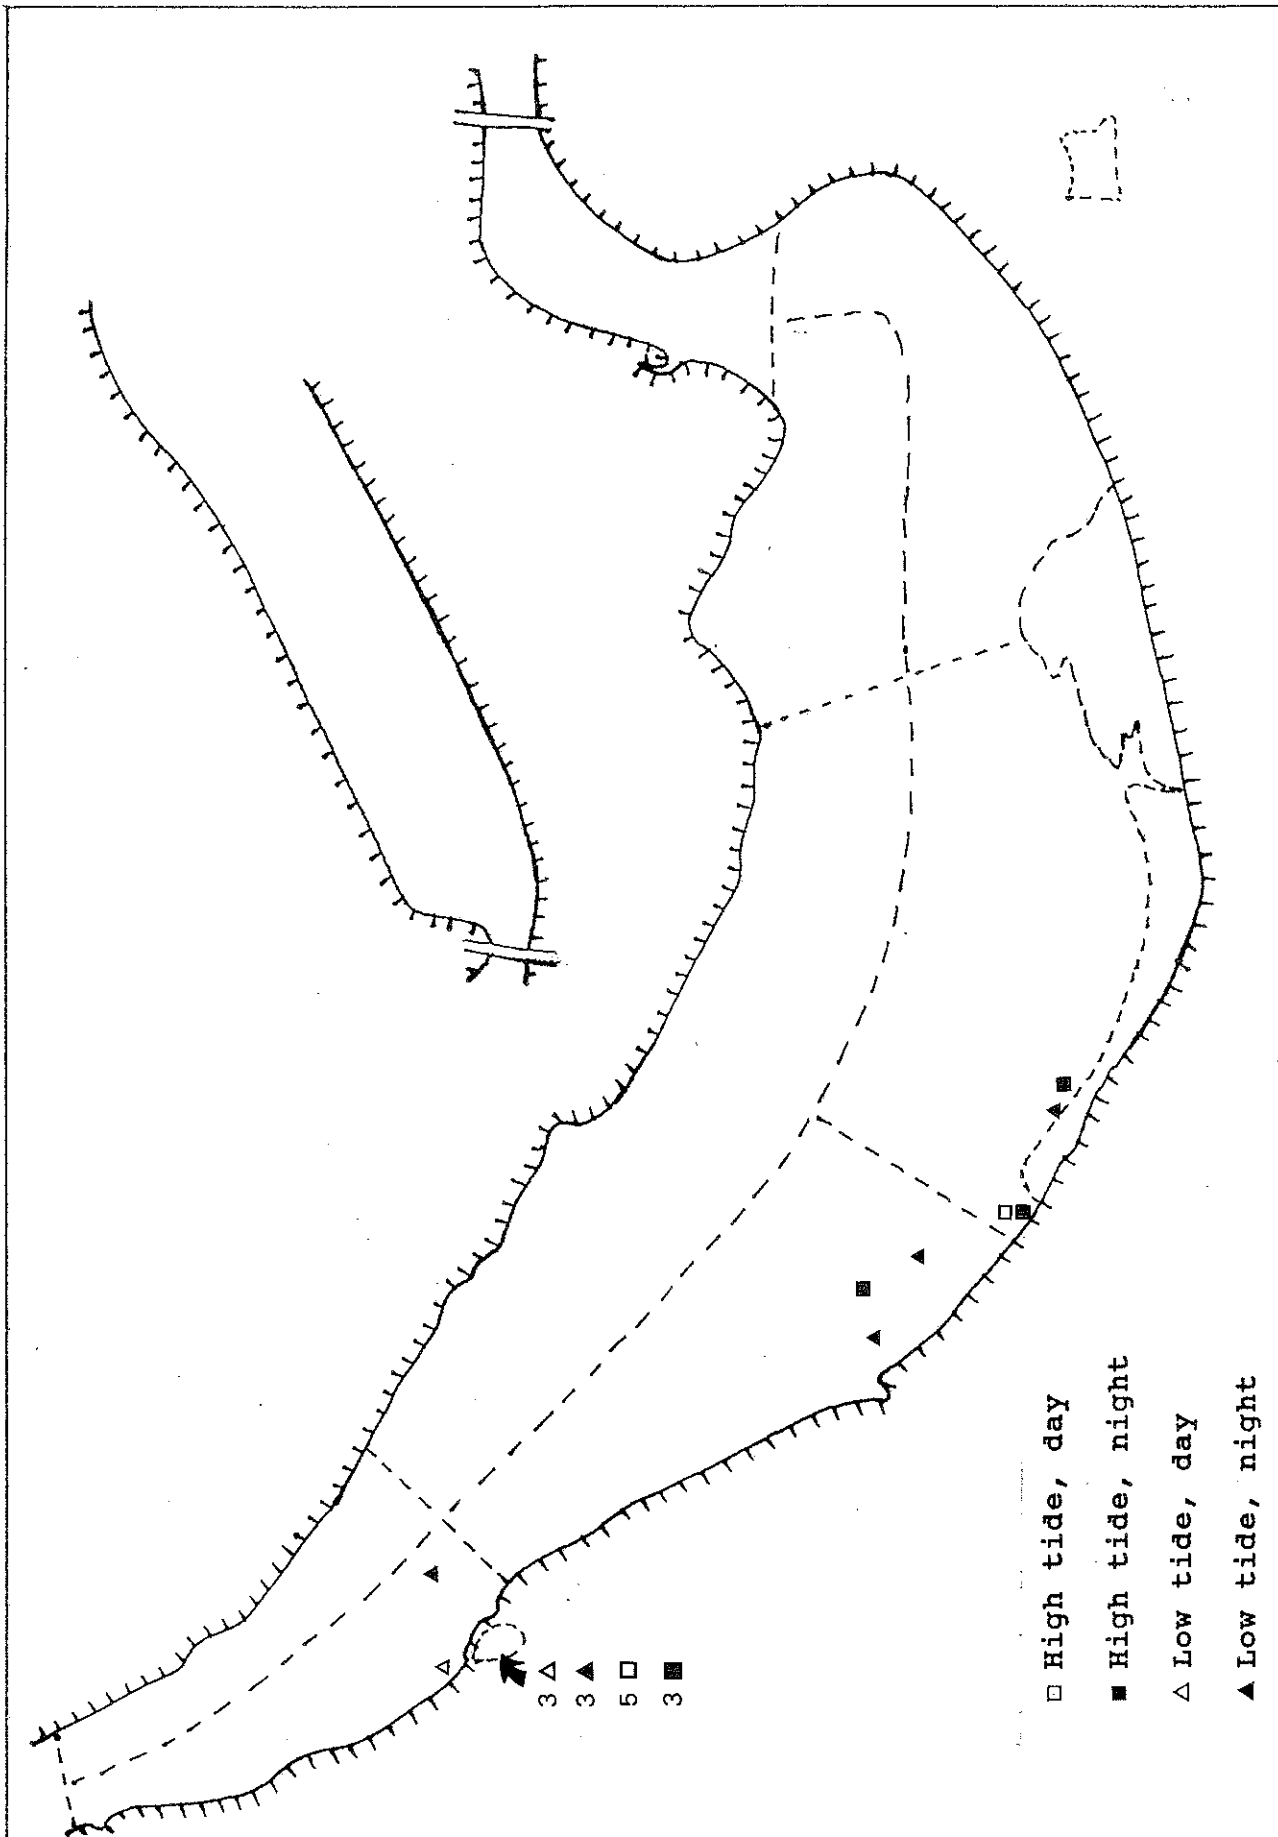 3 △
3 ▲
5 □
3 ■
□ High tide, day
■ High tide, night
△ Low tide, day
▲ Low tide, night